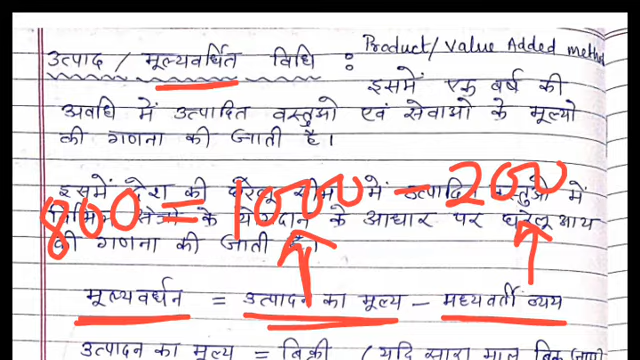 उत्पाद / मूल्यवर्धित विधि : Product/Value Added method
इसमें एक वर्ष की
अवधि में उत्पादित वस्तुओ एवं सेवाओ के मूल्यो
की गणना की जाती है।
इसमें देश की घरेलू सीमा में उत्पादित वस्तुओ में
800 = 1000 - 200
विभिन्न क्षेत्रो के योगदान के आधार पर घरेलू आय
की गणना की जाती है।
मूल्यवर्धन = उत्पादन का मूल्य - मध्यवर्ती व्यय
उत्पादन का मूल्य = बिक्री (यदि सारा माल बिक